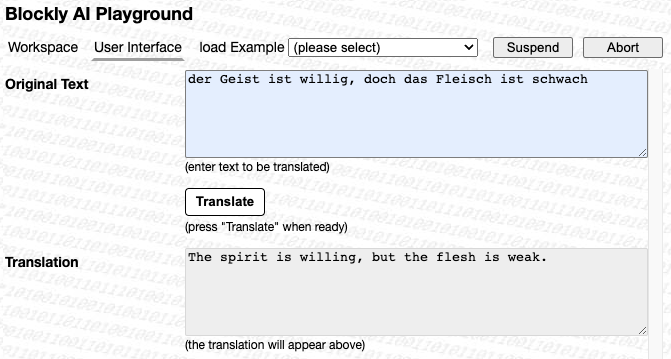 Blockly AI Playground
Workspace User Interface load Example (please select) Suspend Abort
Original Text
der Geist ist willig, doch das Fleisch ist schwach
(enter text to be translated)
Translate
(press "Translate" when ready)
Translation
The spirit is willing, but the flesh is weak.
(the translation will appear above)